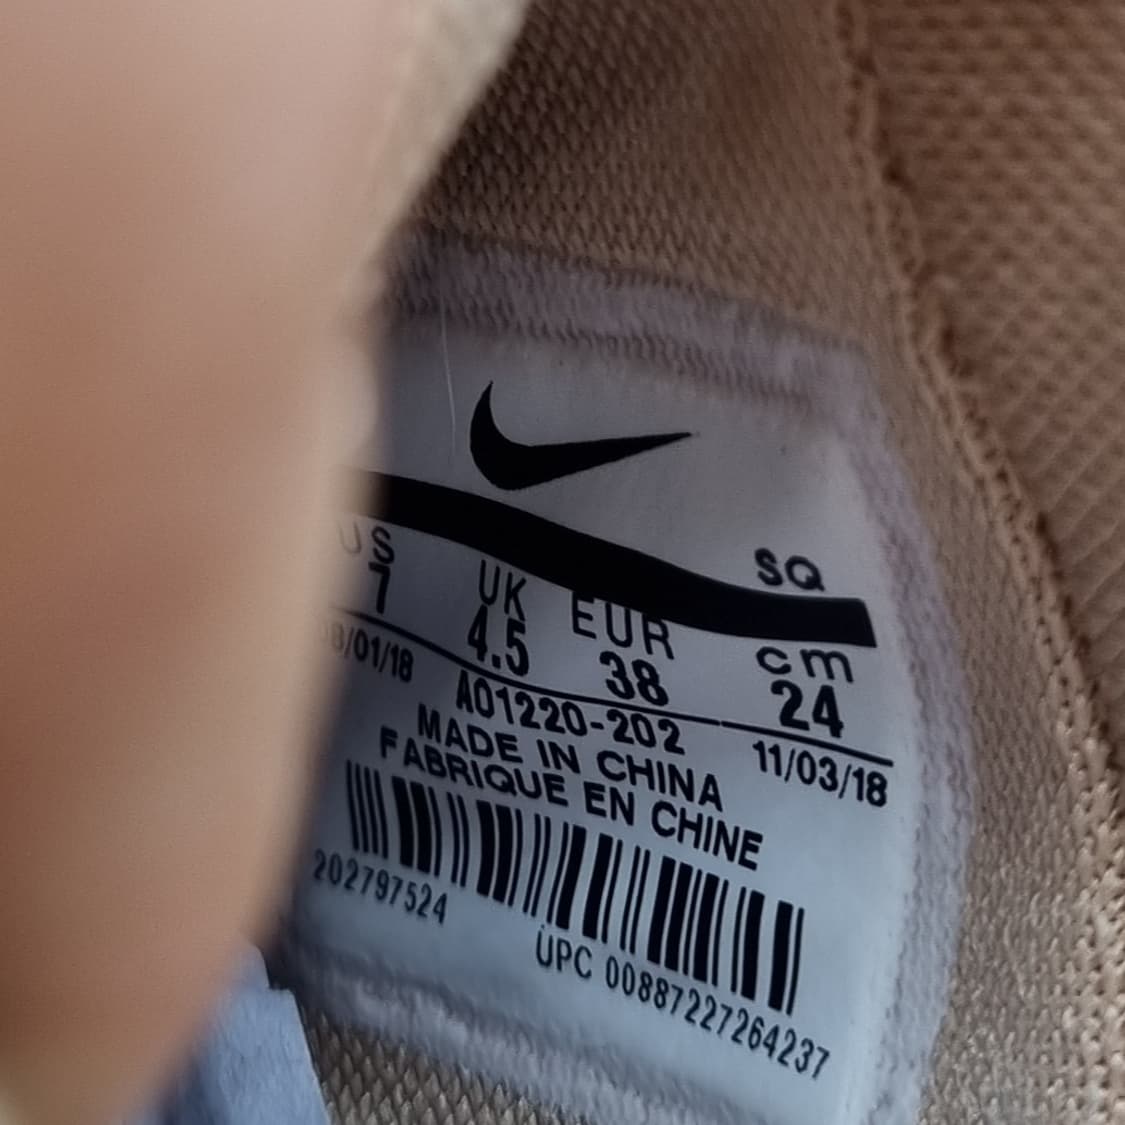 SQ
US UK EUR cm
7 4.5 38 24
/01/18 AO1220-202 11/03/18
MADE IN CHINA
FABRIQUE EN CHINE
202797524
UPC 00887227264237